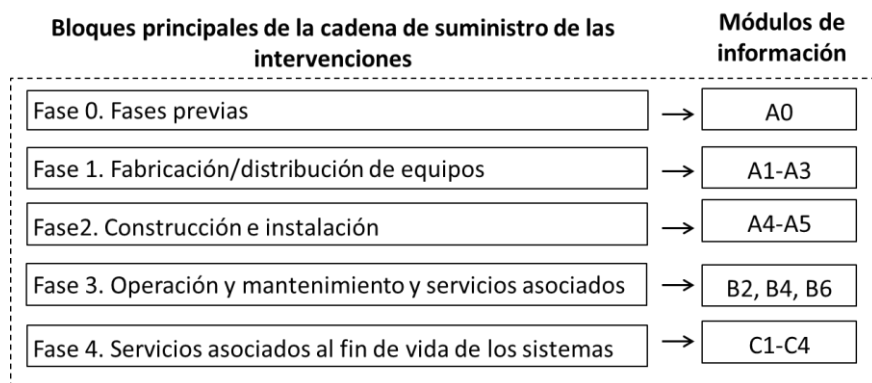 Bloques principales de la cadena de suministro de las
intervenciones
Módulos de
información
Fase 0. Fases previas
A0
Fase 1. Fabricación/distribución de equipos
A1-A3
Fase2. Construcción e instalación
A4-A5
Fase 3. Operación y mantenimiento y servicios asociados
B2, B4, B6
Fase 4. Servicios asociados al fin de vida de los sistemas
C1-C4